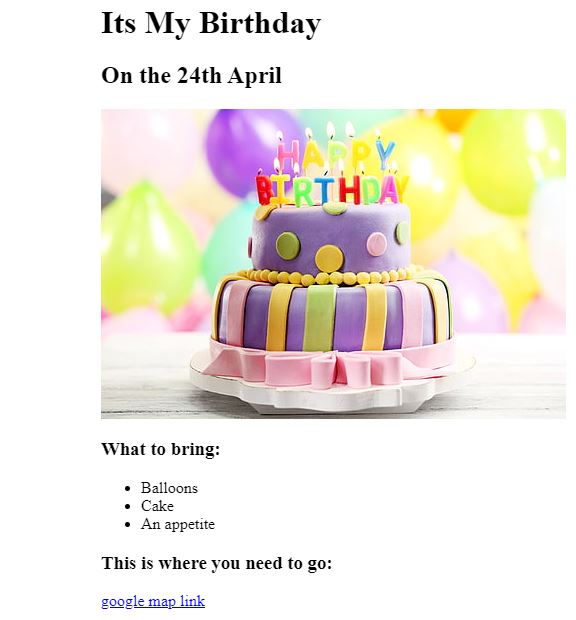 Its My Birthday
On the 24th April
HAPPY
BIRTHDAY
What to bring:
Balloons
Cake
An appetite
This is where you need to go:
google map link